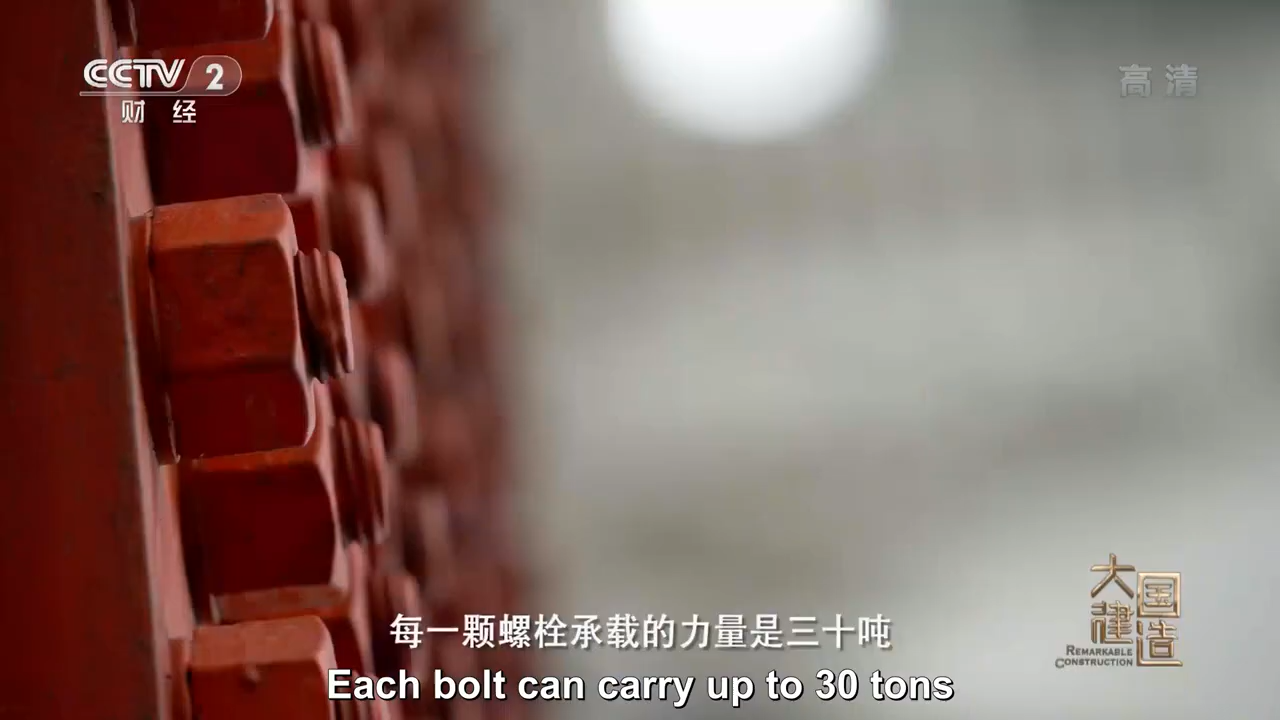 CCTV 2
财 经
高 清
大国
建造
REMARKABLE
CONSTRUCTION
每一颗螺栓承载的力量是三十吨
Each bolt can carry up to 30 tons